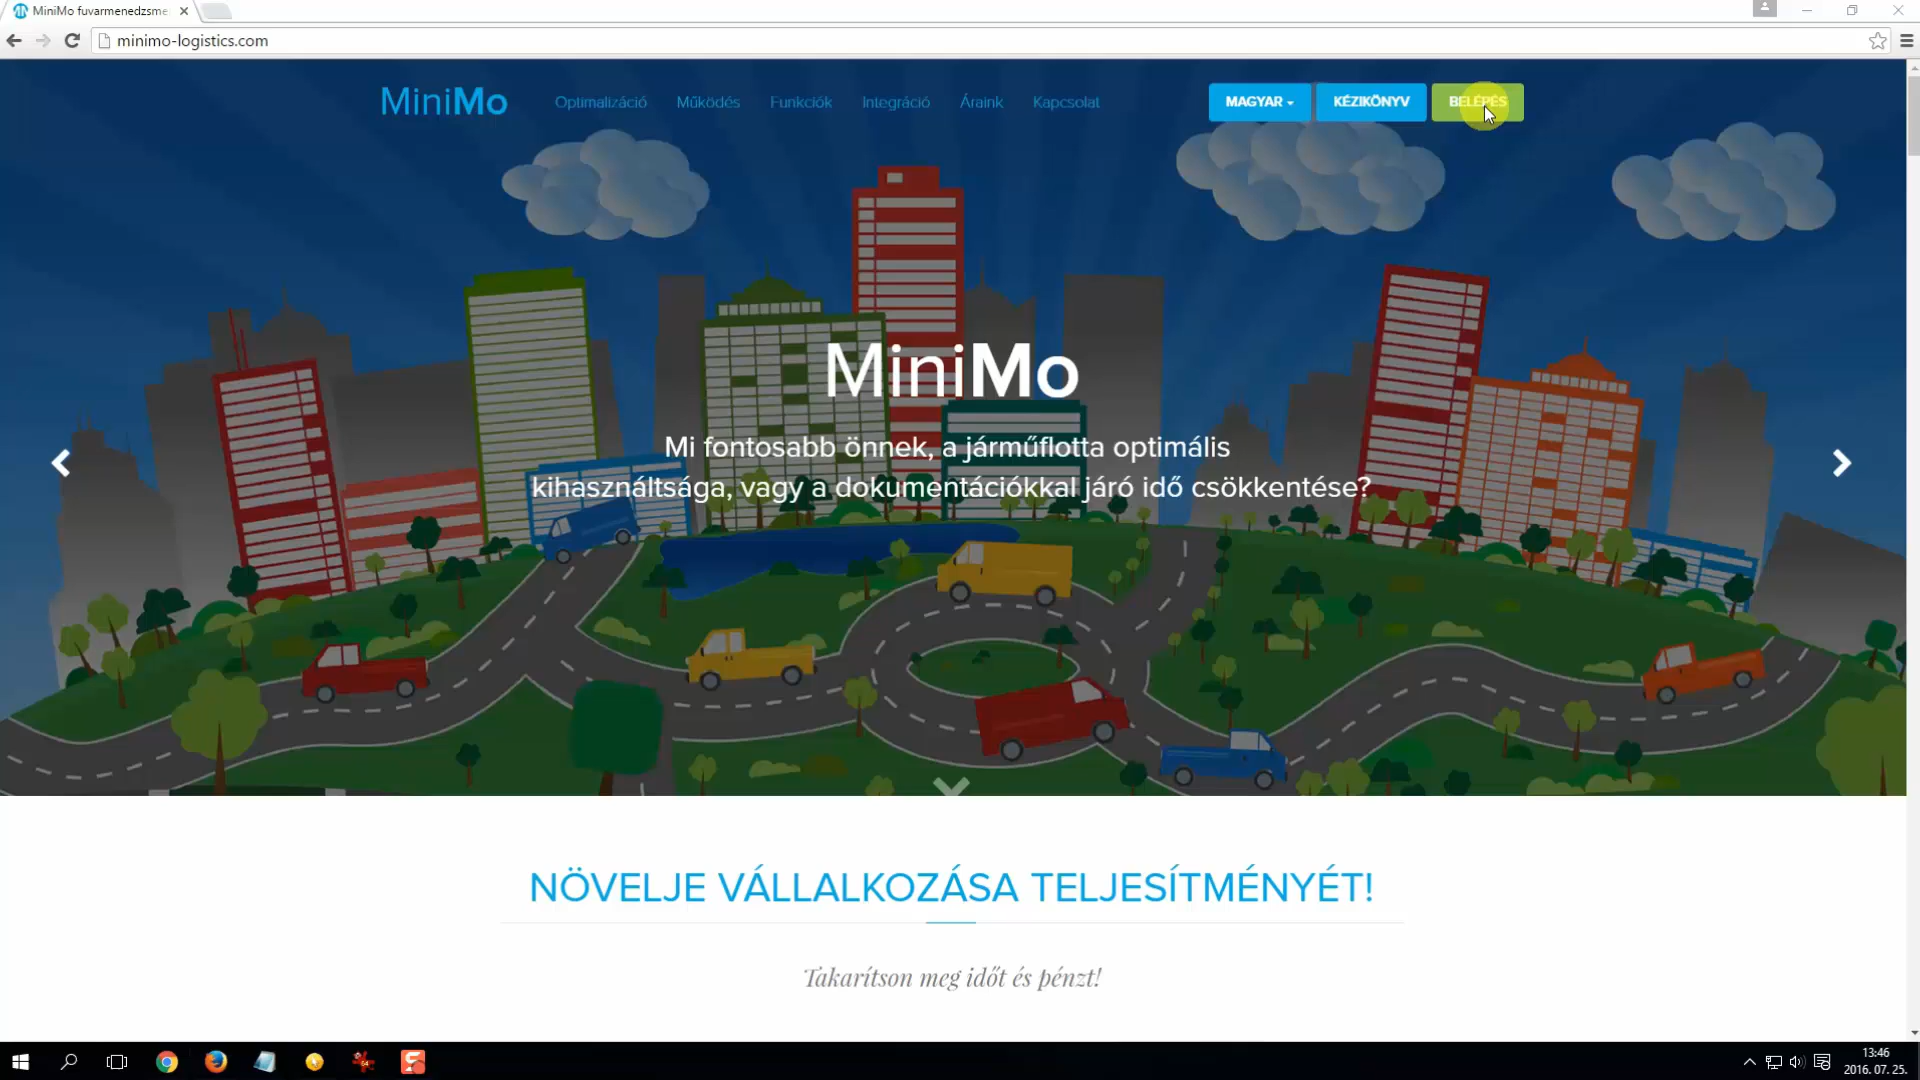 MiniMo fuvarmenedzsme
minimo-logistics.com
MiniMo
Optimalizáció
Működés
Funkciók
Integráció
Áraink
Kapcsolat
MAGYAR
KÉZIKÖNYV
BELÉPÉS
MiniMo
Mi fontosabb önnek, a járműflotta optimális
kihasználtsága, vagy a dokumentációkkal járó idő csökkentése?
NÖVELJE VÁLLALKOZÁSA TELJESÍTMÉNYÉT!
Takarítson meg időt és pénzt!
13:46
2016. 07. 25.